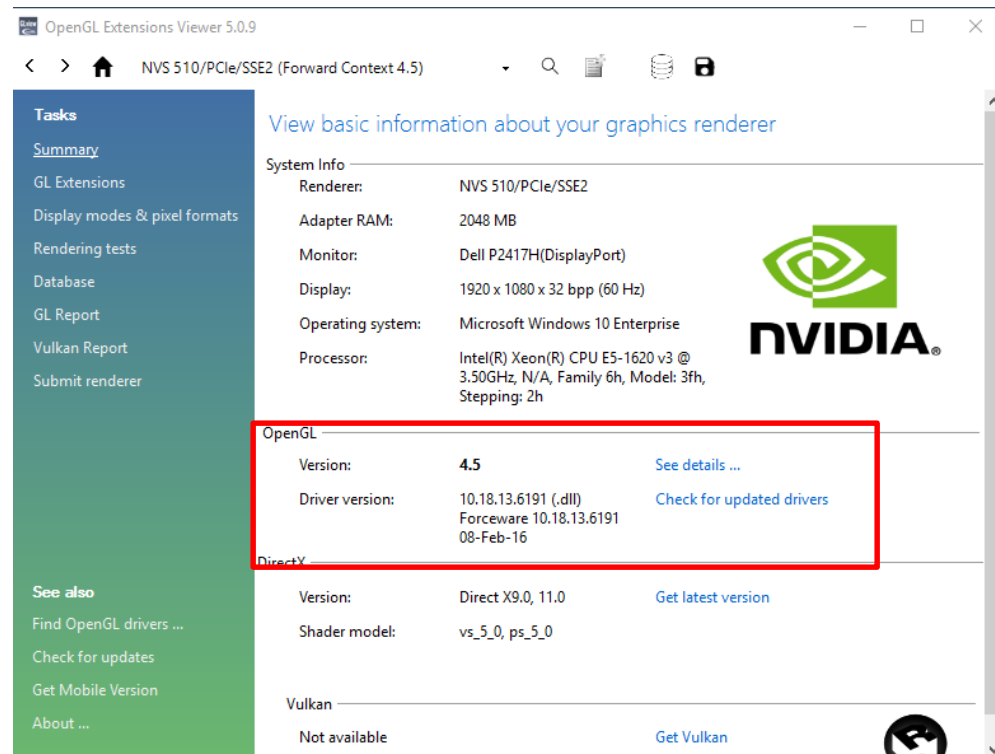 OpenGL Extensions Viewer 5.0.9
NVS 510/PCIe/SSE2 (Forward Context 4.5)
Tasks
Summary
GL Extensions
Display modes & pixel formats
Rendering tests
Database
GL Report
Vulkan Report
Submit renderer
See also
Find OpenGL drivers ...
Check for updates
Get Mobile Version
About ...
View basic information about your graphics renderer
System Info
Renderer: NVS 510/PCIe/SSE2
Adapter RAM: 2048 MB
Monitor: Dell P2417H(DisplayPort)
Display: 1920 x 1080 x 32 bpp (60 Hz)
Operating system: Microsoft Windows 10 Enterprise
Processor: Intel(R) Xeon(R) CPU E5-1620 v3 @
3.50GHz, N/A, Family 6h, Model: 3fh,
Stepping: 2h
NVIDIA.
OpenGL
Version: 4.5 See details ...
Driver version: 10.18.13.6191 (.dll) Check for updated drivers
Forceware 10.18.13.6191
08-Feb-16
DirectX
Version: Direct X9.0, 11.0 Get latest version
Shader model: vs_5_0, ps_5_0
Vulkan
Not available Get Vulkan